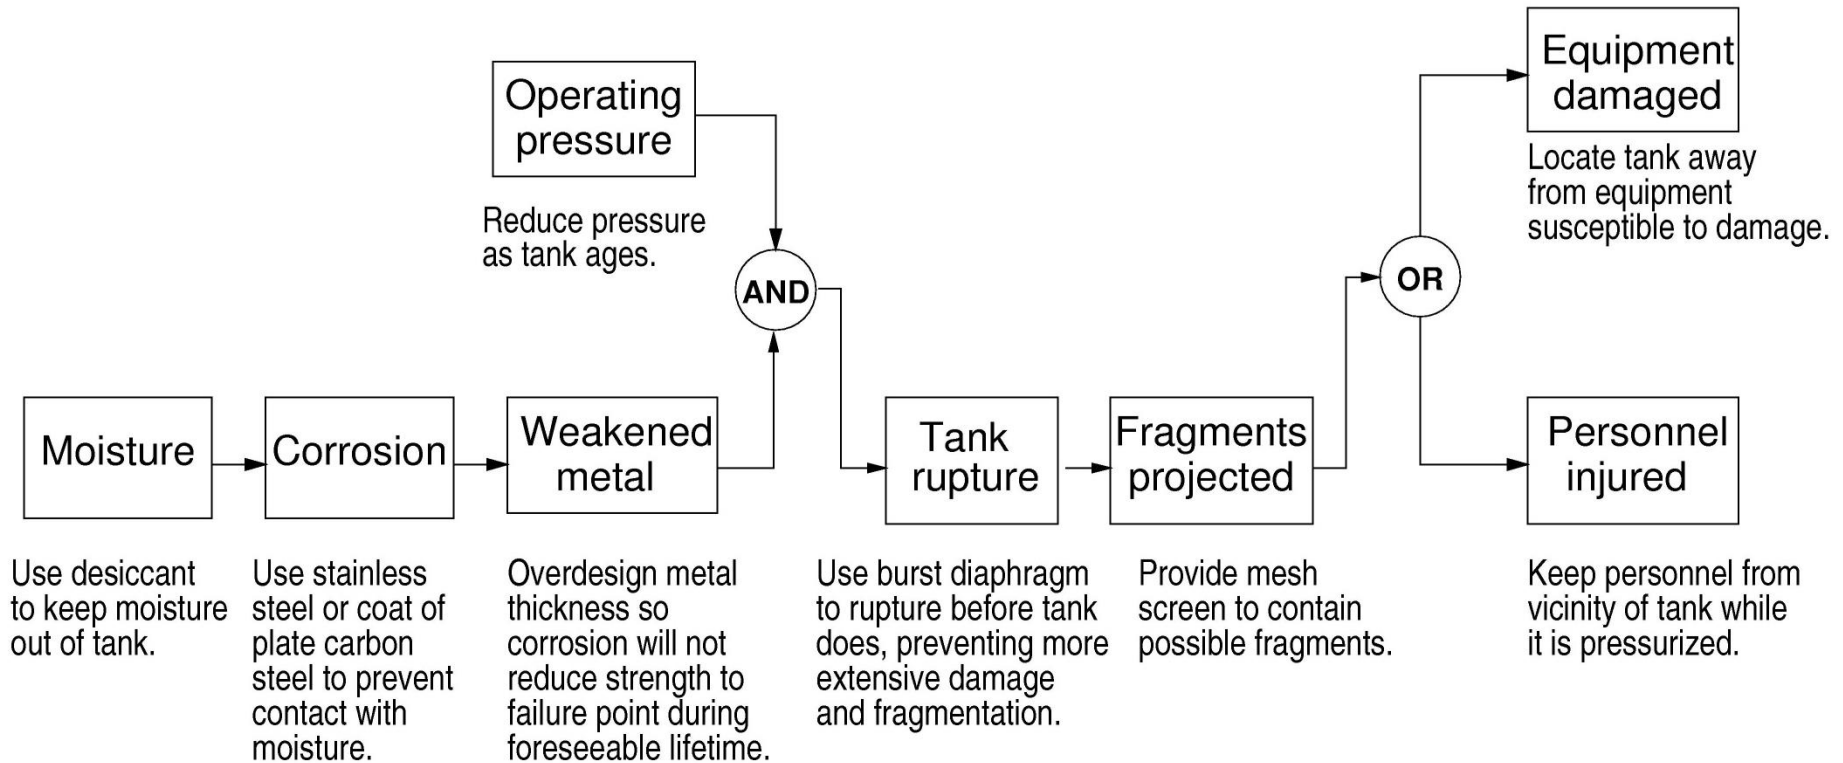 Equipment
damaged
Locate tank away
from equipment
susceptible to damage.
Operating
pressure
Reduce pressure
as tank ages.
AND
OR
Moisture
Use desiccant
to keep moisture
out of tank.
Corrosion
Use stainless
steel or coat of
plate carbon
steel to prevent
contact with
moisture.
Weakened
metal
Overdesign metal
thickness so
corrosion will not
reduce strength to
failure point during
foreseeable lifetime.
Tank
rupture
Use burst diaphragm
to rupture before tank
does, preventing more
extensive damage
and fragmentation.
Fragments
projected
Provide mesh
screen to contain
possible fragments.
Personnel
injured
Keep personnel from
vicinity of tank while
it is pressurized.